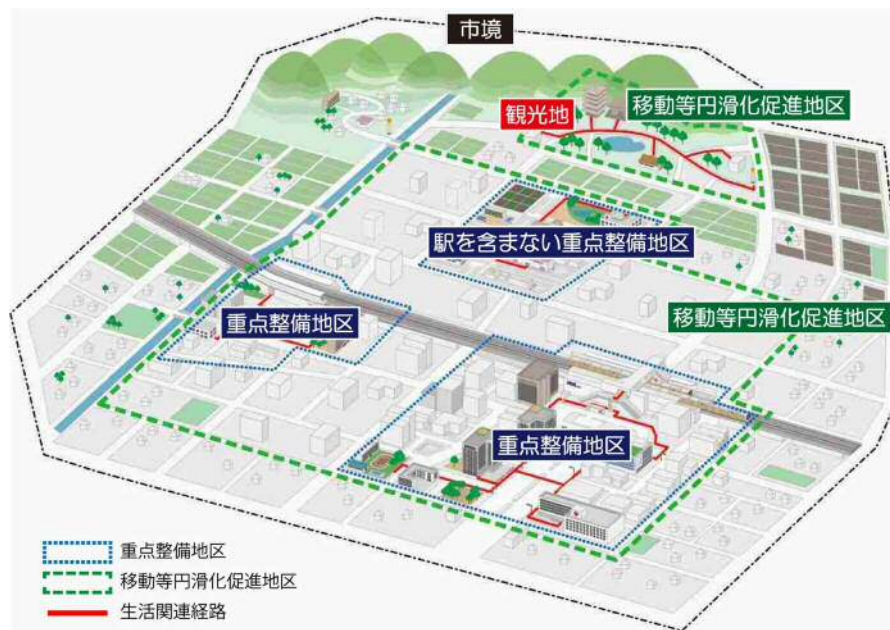 市境
観光地
移動等円滑化促進地区
駅を含まない重点整備地区
重点整備地区
移動等円滑化促進地区
重点整備地区
重点整備地区
移動等円滑化促進地区
生活関連経路